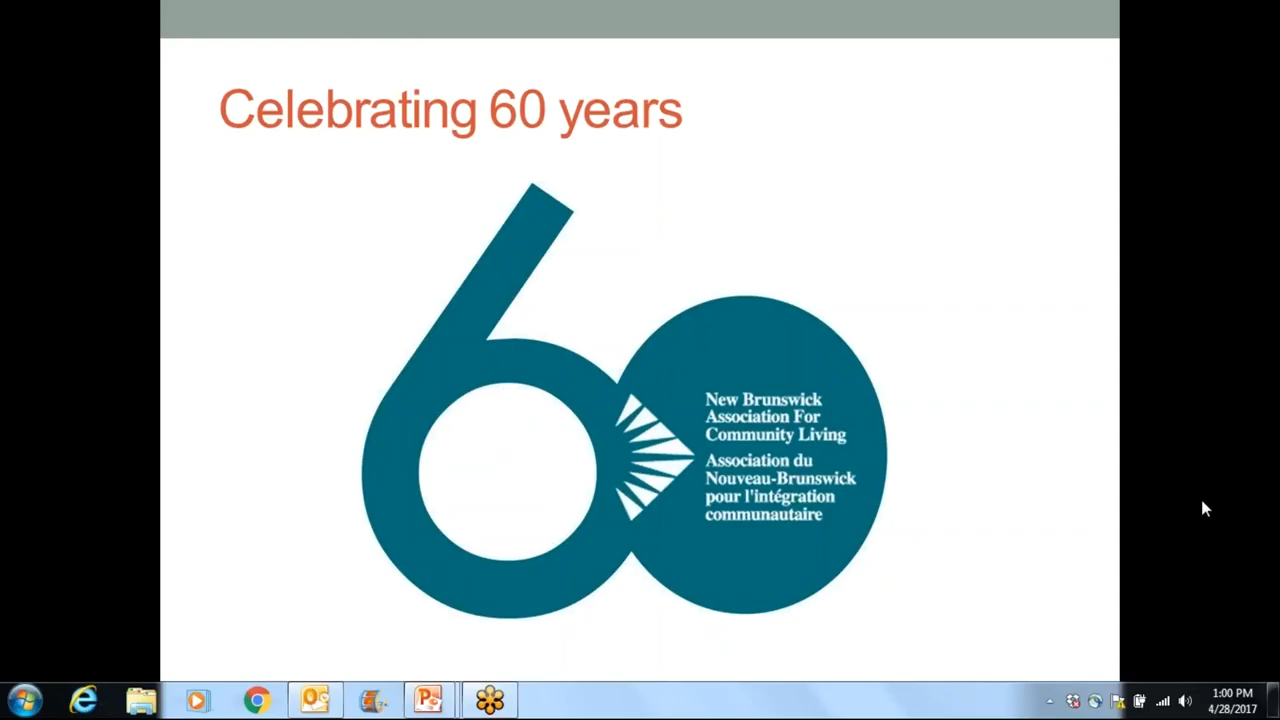 Celebrating 60 years
60
New Brunswick
Association For
Community Living
Association du
Nouveau-Brunswick
pour l'intégration
communautaire
1:00 PM
4/28/2017